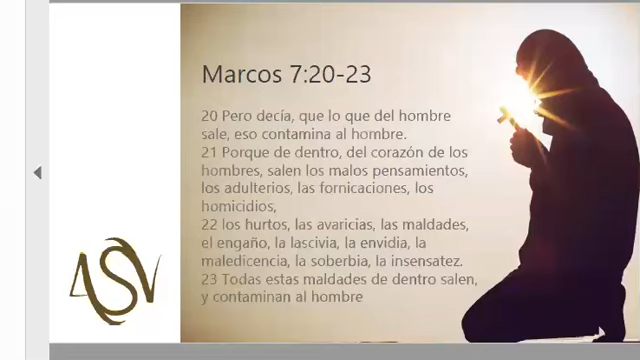 Marcos 7:20-23
20 Pero decía, que lo que del hombre
sale, eso contamina al hombre.
21 Porque de dentro, del corazón de los
hombres, salen los malos pensamientos,
los adulterios, las fornicaciones, los
homicidios,
22 los hurtos, las avaricias, las maldades,
el engaño, la lascivia, la envidia, la
maledicencia, la soberbia, la insensatez.
23 Todas estas maldades de dentro salen,
y contaminan al hombre
ASV